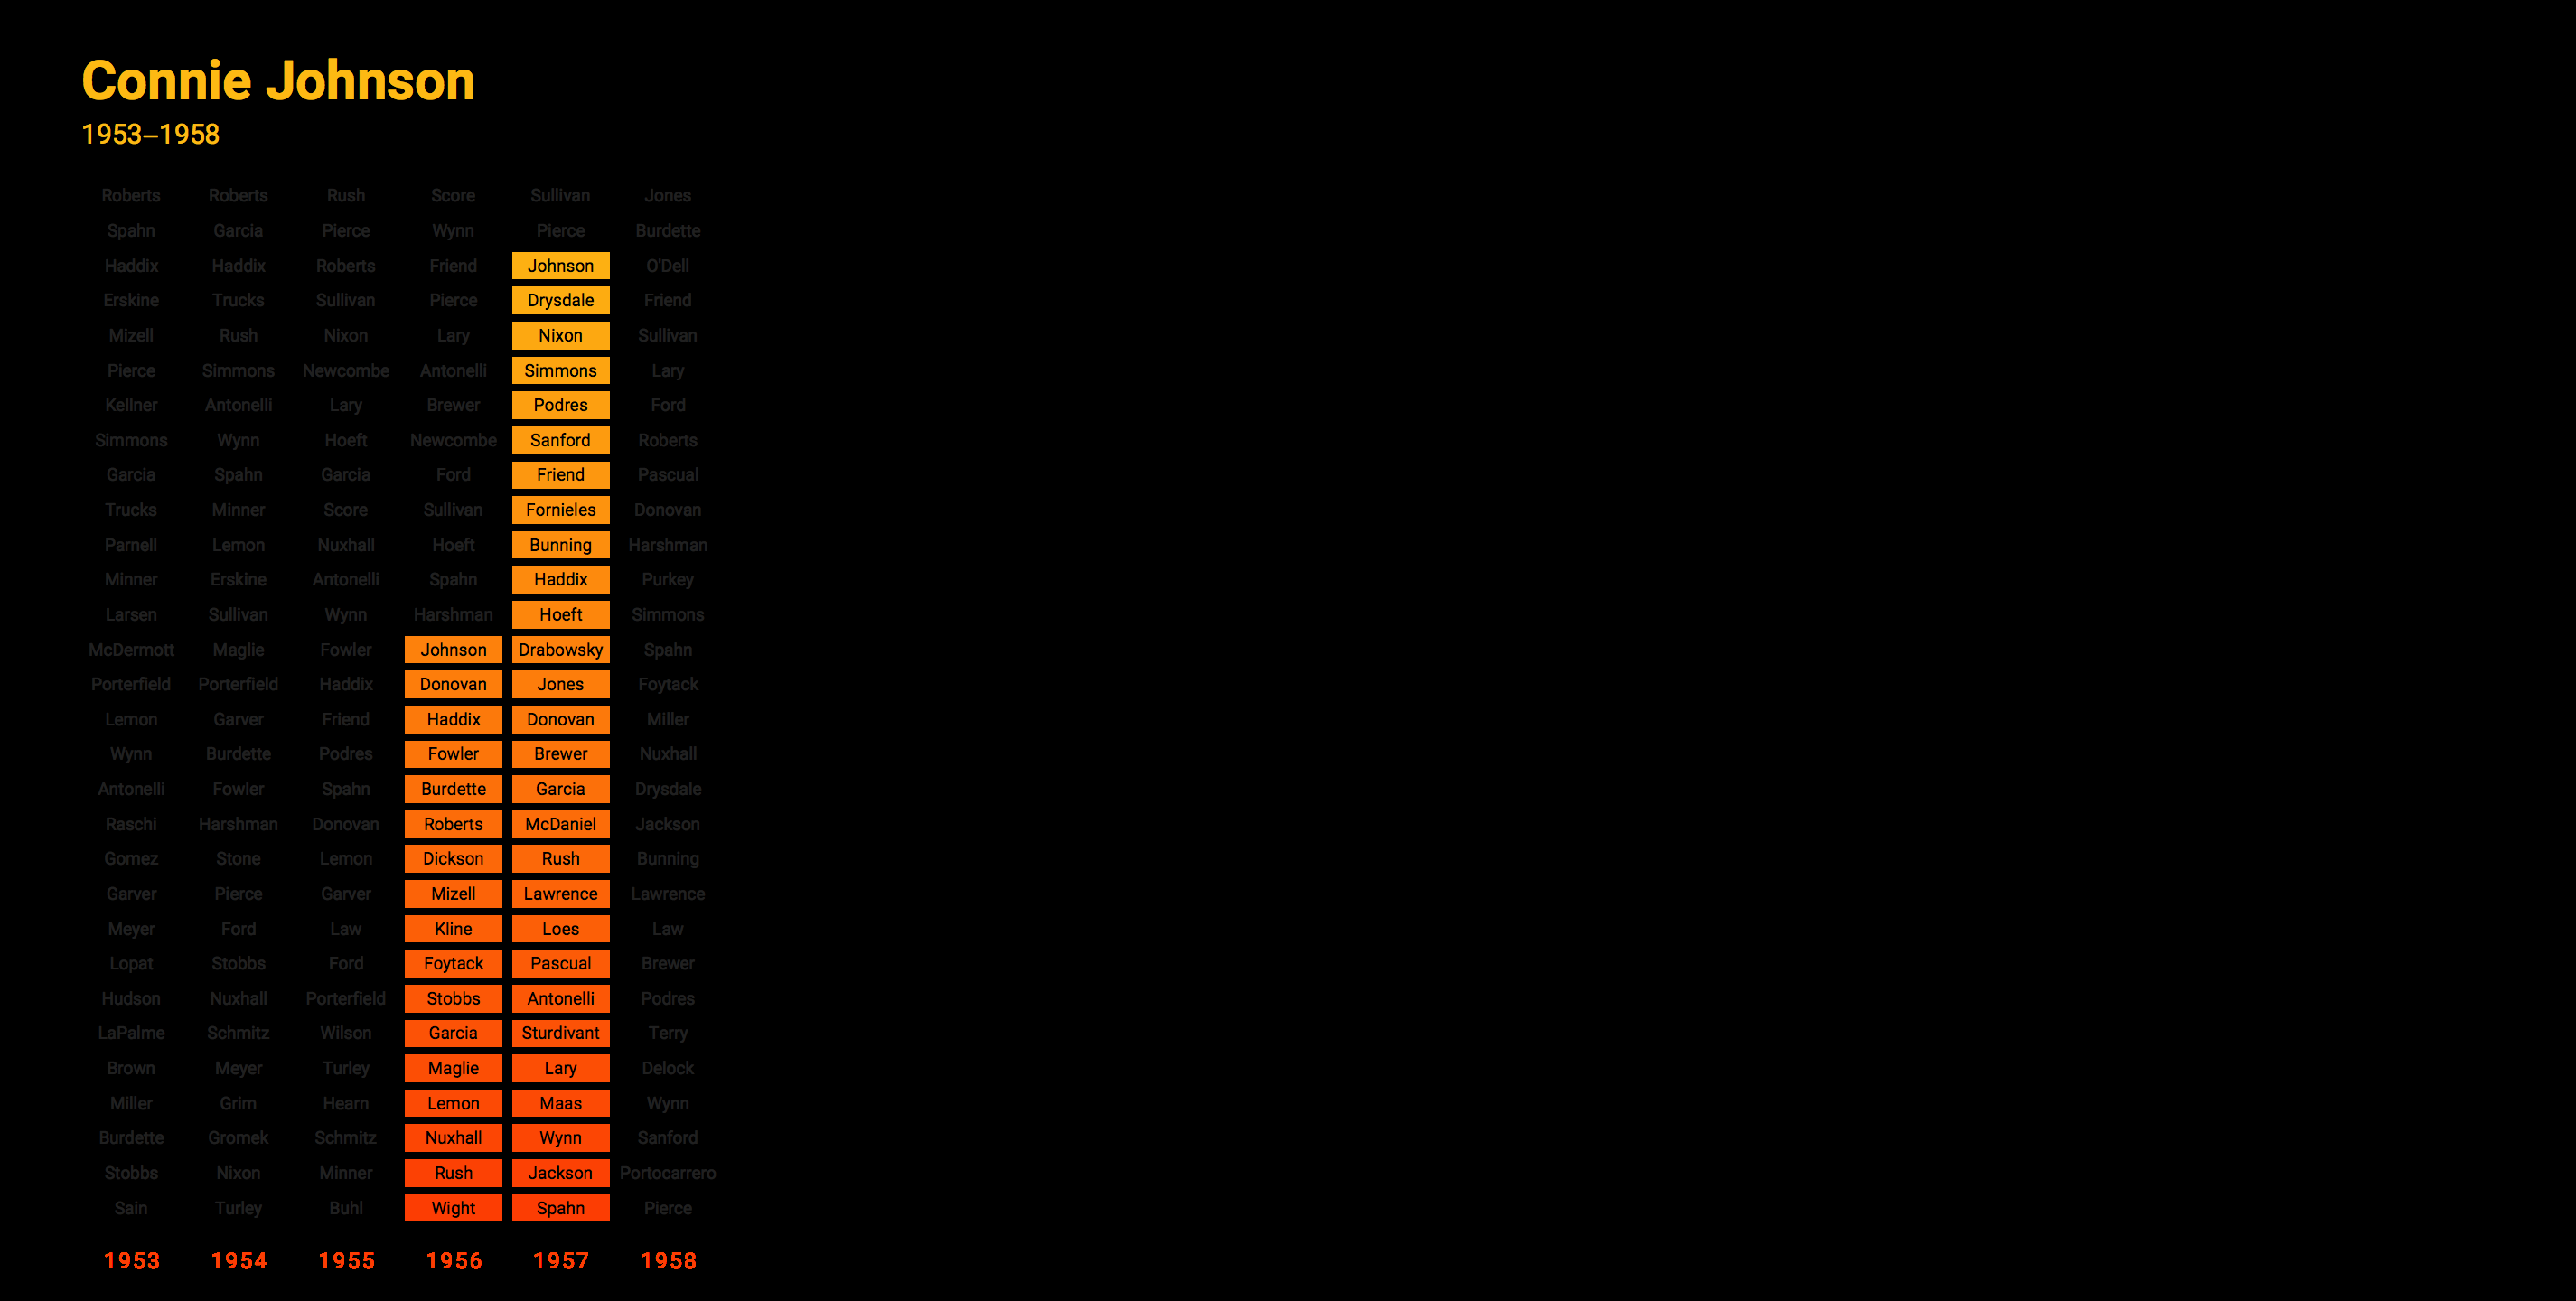 Connie Johnson
1953–1958
Roberts Roberts Rush Score Sullivan Jones
Spahn Garcia Pierce Wynn Pierce Burdette
Haddix Haddix Roberts Friend Johnson O'Dell
Erskine Trucks Sullivan Pierce Drysdale Friend
Mizell Rush Nixon Lary Nixon Sullivan
Pierce Simmons Newcombe Antonelli Simmons Lary
Kellner Antonelli Lary Brewer Podres Ford
Simmons Wynn Hoeft Newcombe Sanford Roberts
Garcia Spahn Garcia Ford Friend Pascual
Trucks Minner Score Sullivan Fornieles Donovan
Parnell Lemon Nuxhall Hoeft Bunning Harshman
Minner Erskine Antonelli Spahn Haddix Purkey
Larsen Sullivan Wynn Harshman Hoeft Simmons
McDermott Maglie Fowler Johnson Drabowsky Spahn
Porterfield Porterfield Haddix Donovan Jones Foytack
Lemon Garver Friend Haddix Donovan Miller
Wynn Burdette Podres Fowler Brewer Nuxhall
Antonelli Fowler Spahn Burdette Garcia Drysdale
Raschi Harshman Donovan Roberts McDaniel Jackson
Gomez Stone Lemon Dickson Rush Bunning
Garver Pierce Garver Mizell Lawrence Lawrence
Meyer Ford Law Kline Loes Law
Lopat Stobbs Ford Foytack Pascual Brewer
Hudson Nuxhall Porterfield Stobbs Antonelli Podres
LaPalme Schmitz Wilson Garcia Sturdivant Terry
Brown Meyer Turley Maglie Lary Delock
Miller Grim Hearn Lemon Maas Wynn
Burdette Gromek Schmitz Nuxhall Wynn Sanford
Stobbs Nixon Minner Rush Jackson Portocarrero
Sain Turley Buhl Wight Spahn Pierce
1953 1954 1955 1956 1957 1958